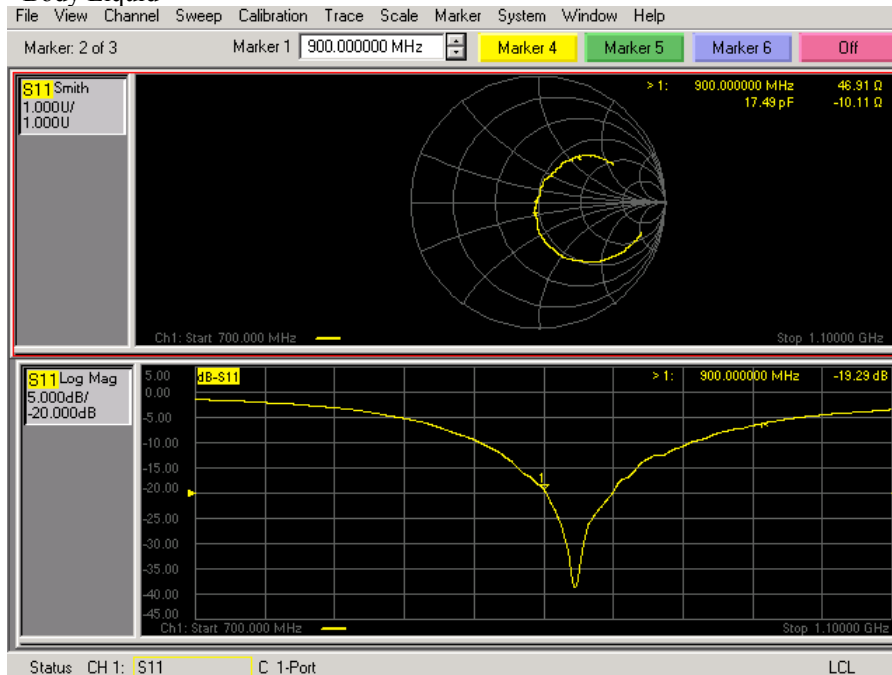 Body Liquid
File View Channel Sweep Calibration Trace Scale Marker System Window Help
Marker: 2 of 3 Marker 1 900.000000 MHz Marker 4 Marker 5 Marker 6 Off
S11 Smith
1.000U/
1.000U
> 1: 900.000000 MHz 46.91 Ω
17.49 pF -10.11 Ω
Ch1: Start 700.000 MHz Stop 1.10000 GHz
S11 Log Mag
5.000dB/
-20.000dB
dB-S11
> 1: 900.000000 MHz -19.29 dB
5.00
0.00
-5.00
-10.00
-15.00
-20.00
-25.00
-30.00
-35.00
-40.00
-45.00
1
Ch1: Start 700.000 MHz Stop 1.10000 GHz
Status CH 1: S11 C 1-Port LCL